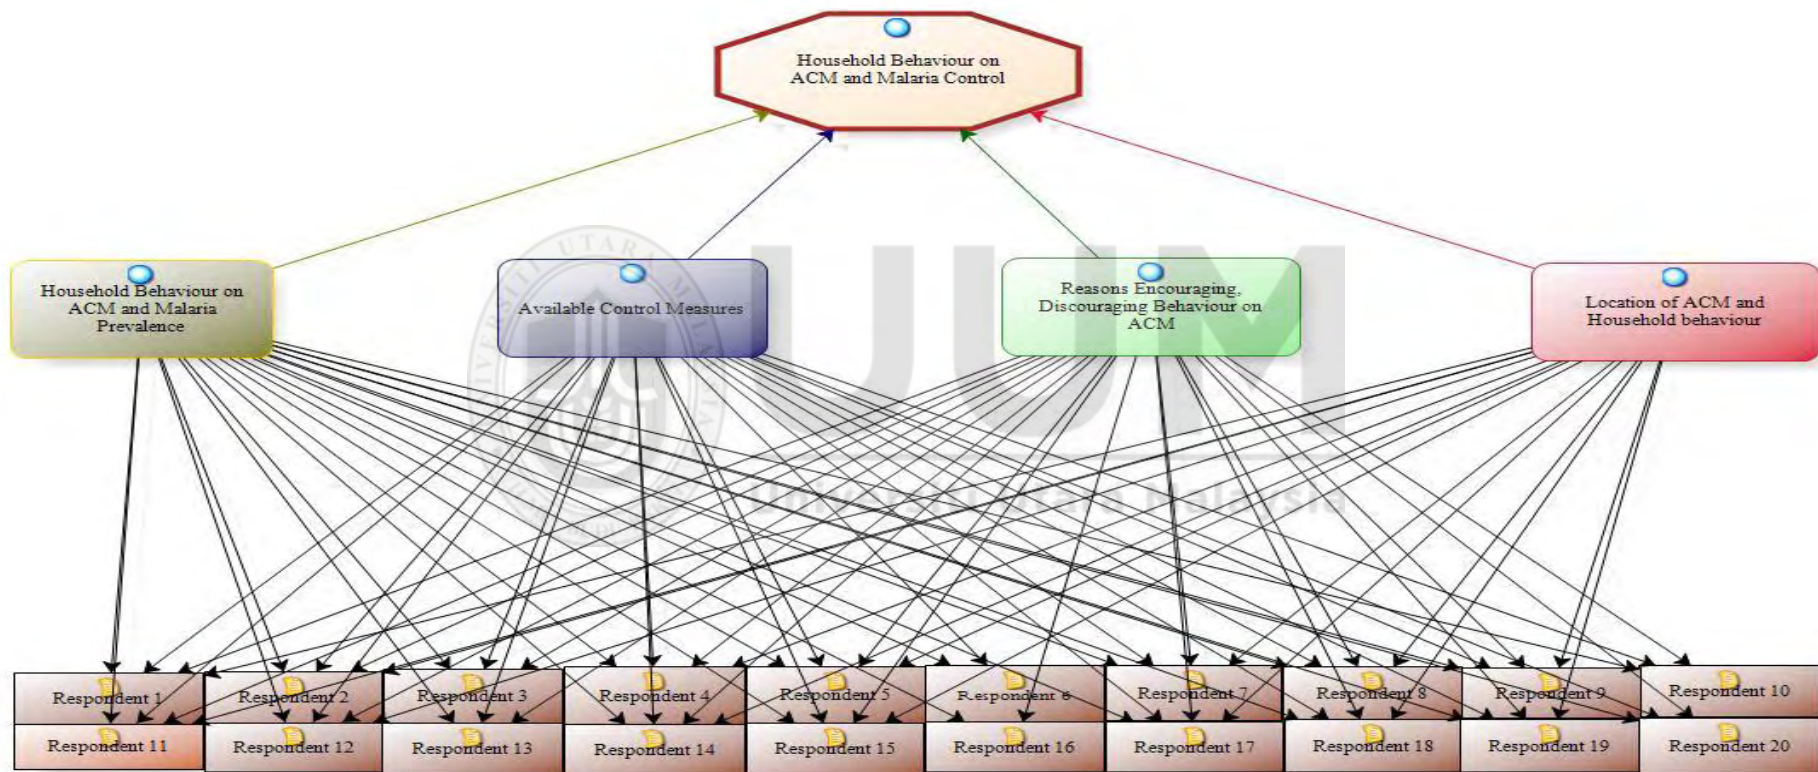 Household Behaviour on
ACM and Malaria Control
Household Behaviour on
ACM and Malaria
Prevalence
Available Control Measures
Reasons Encouraging,
Discouraging Behaviour on
ACM
Location of ACM and
Household behaviour
UNIVERSITI UTARA MALAYSIA
UUM
Universiti Utara Malaysia
Respondent 1
Respondent 2
Respondent 3
Respondent 4
Respondent 5
Respondent 6
Respondent 7
Respondent 8
Respondent 9
Respondent 10
Respondent 11
Respondent 12
Respondent 13
Respondent 14
Respondent 15
Respondent 16
Respondent 17
Respondent 18
Respondent 19
Respondent 20